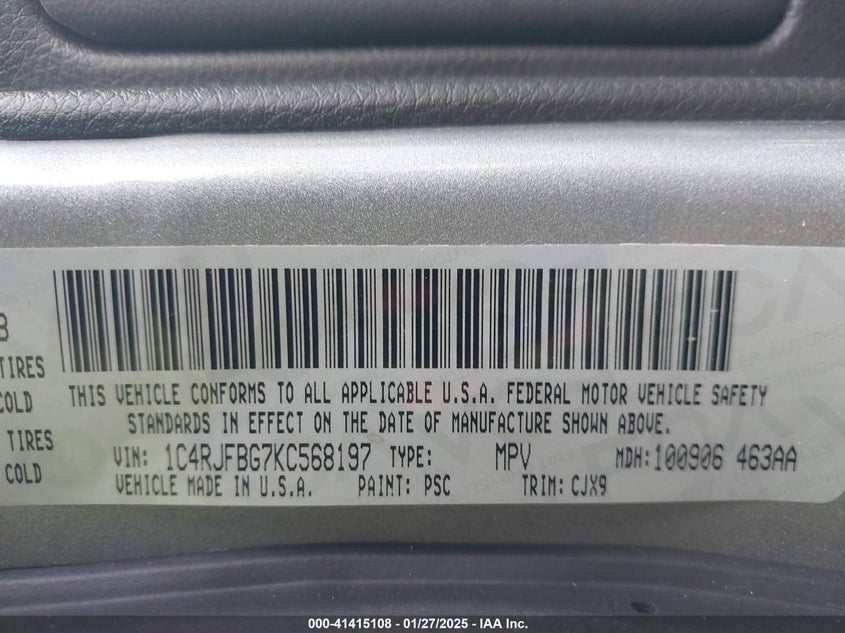 TIRES
COLD
TIRES
COLD
THIS VEHICLE CONFORMS TO ALL APPLICABLE U.S.A. FEDERAL MOTOR VEHICLE SAFETY
STANDARDS IN EFFECT ON THE DATE OF MANUFACTURE SHOWN ABOVE.
VIN: 1C4RJFBG7KC568197 TYPE: MPV MDH:100906 463AA
VEHICLE MADE IN U.S.A. PAINT: PSC TRIM: CJX9
000-41415108 - 01/27/2025 - IAA Inc.